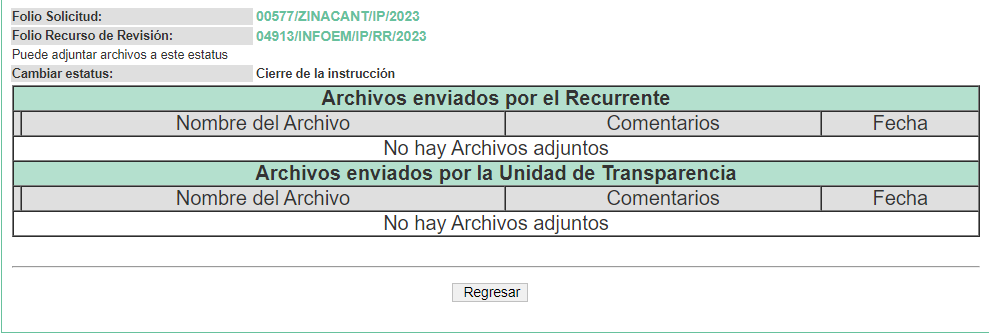 Folio Solicitud: 00577/ZINACANT/IP/2023
Folio Recurso de Revisión: 04913/INFOEM/IP/RR/2023
Puede adjuntar archivos a este estatus
Cambiar estatus: Cierre de la instrucción
Archivos enviados por el Recurrente
Nombre del Archivo Comentarios Fecha
No hay Archivos adjuntos
Archivos enviados por la Unidad de Transparencia
Nombre del Archivo Comentarios Fecha
No hay Archivos adjuntos
Regresar